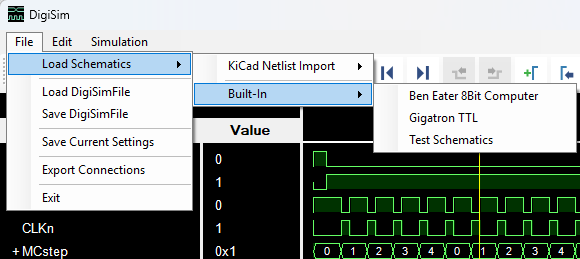 DigiSim
File Edit Simulation
Load Schematics
Load DigiSimFile
Save DigiSimFile
Save Current Settings
Export Connections
Exit
KiCad Netlist Import
Built-In
Ben Eater 8Bit Computer
Gigatron TTL
Test Schematics
Value
0
1
0
CLKn 1
+ MCstep 0x1 0 1 2 3 4 0 1 2 3 4